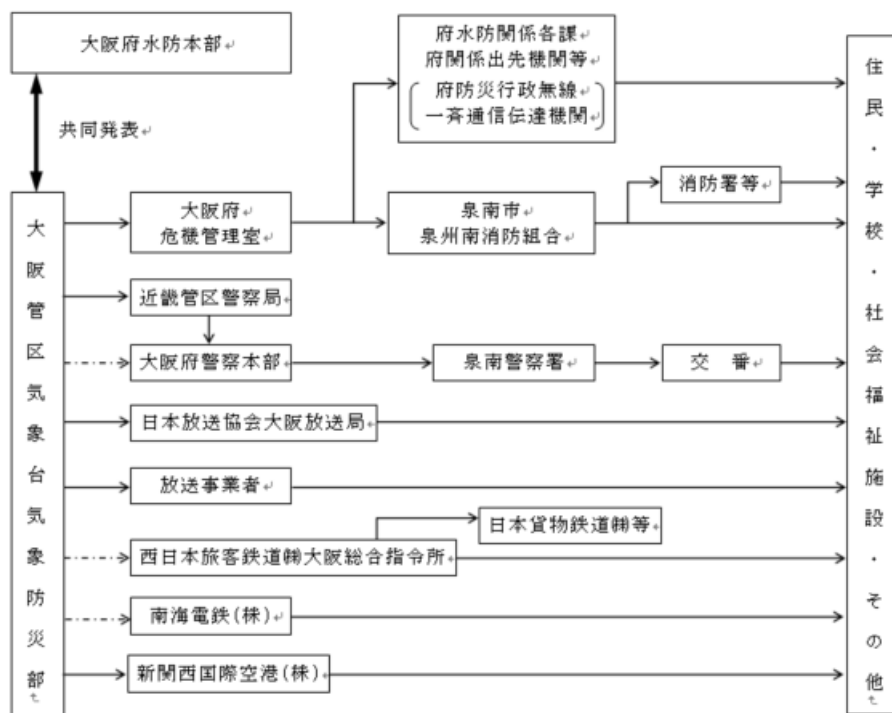 大阪府水防本部
共同発表
府水防関係各課
府関係出先機関等
府防災行政無線
一斉通信伝達機関
大阪府
危機管理室
泉南市
泉州南消防組合
消防署等
近畿管区警察局
大阪府警察本部
泉南警察署
交　番
日本放送協会大阪放送局
放送事業者
日本貨物鉄道㈱等
西日本旅客鉄道㈱大阪総合指令所
南海電鉄(株)
新関西国際空港(株)
大阪管区気象台気象防災部
住民・学校・社会福祉施設・その他